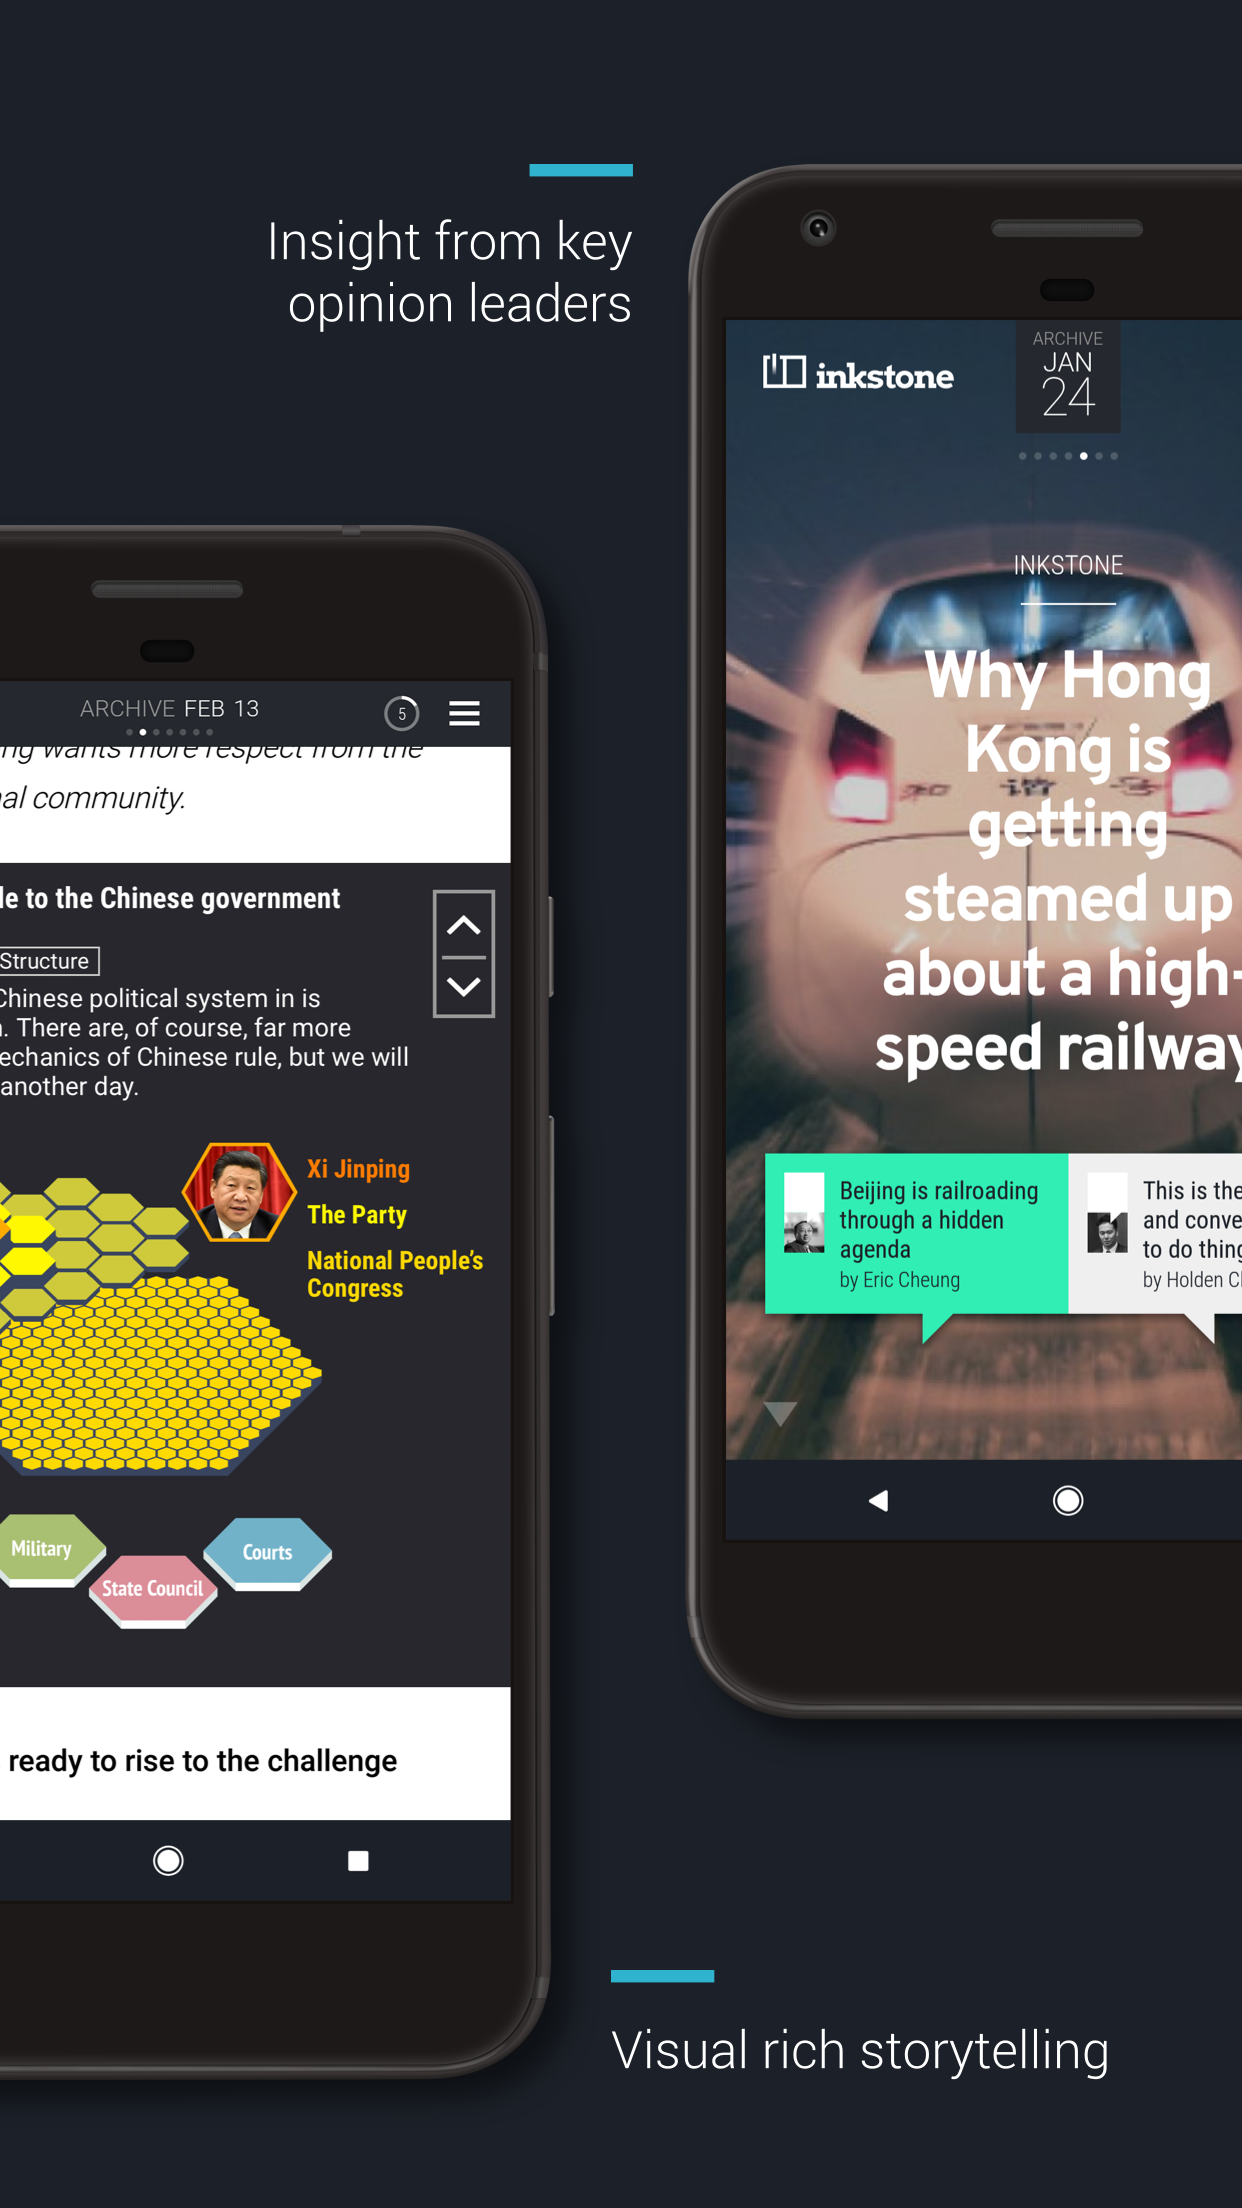 Insight from key
opinion leaders
inkstone
ARCHIVE
JAN
24
INKSTONE
Why Hong
Kong is
getting
steamed up
about a high-
speed railway
Beijing is railroading
through a hidden
agenda
by Eric Cheung
This is the
and conve
to do thing
by Holden C
ARCHIVE FEB 13
5
ng wants more respect from the
al community.
le to the Chinese government
Structure
Chinese political system in is
. There are, of course, far more
echanics of Chinese rule, but we will
another day.
Xi Jinping
The Party
National People's
Congress
Military
State Council
Courts
ready to rise to the challenge
Visual rich storytelling